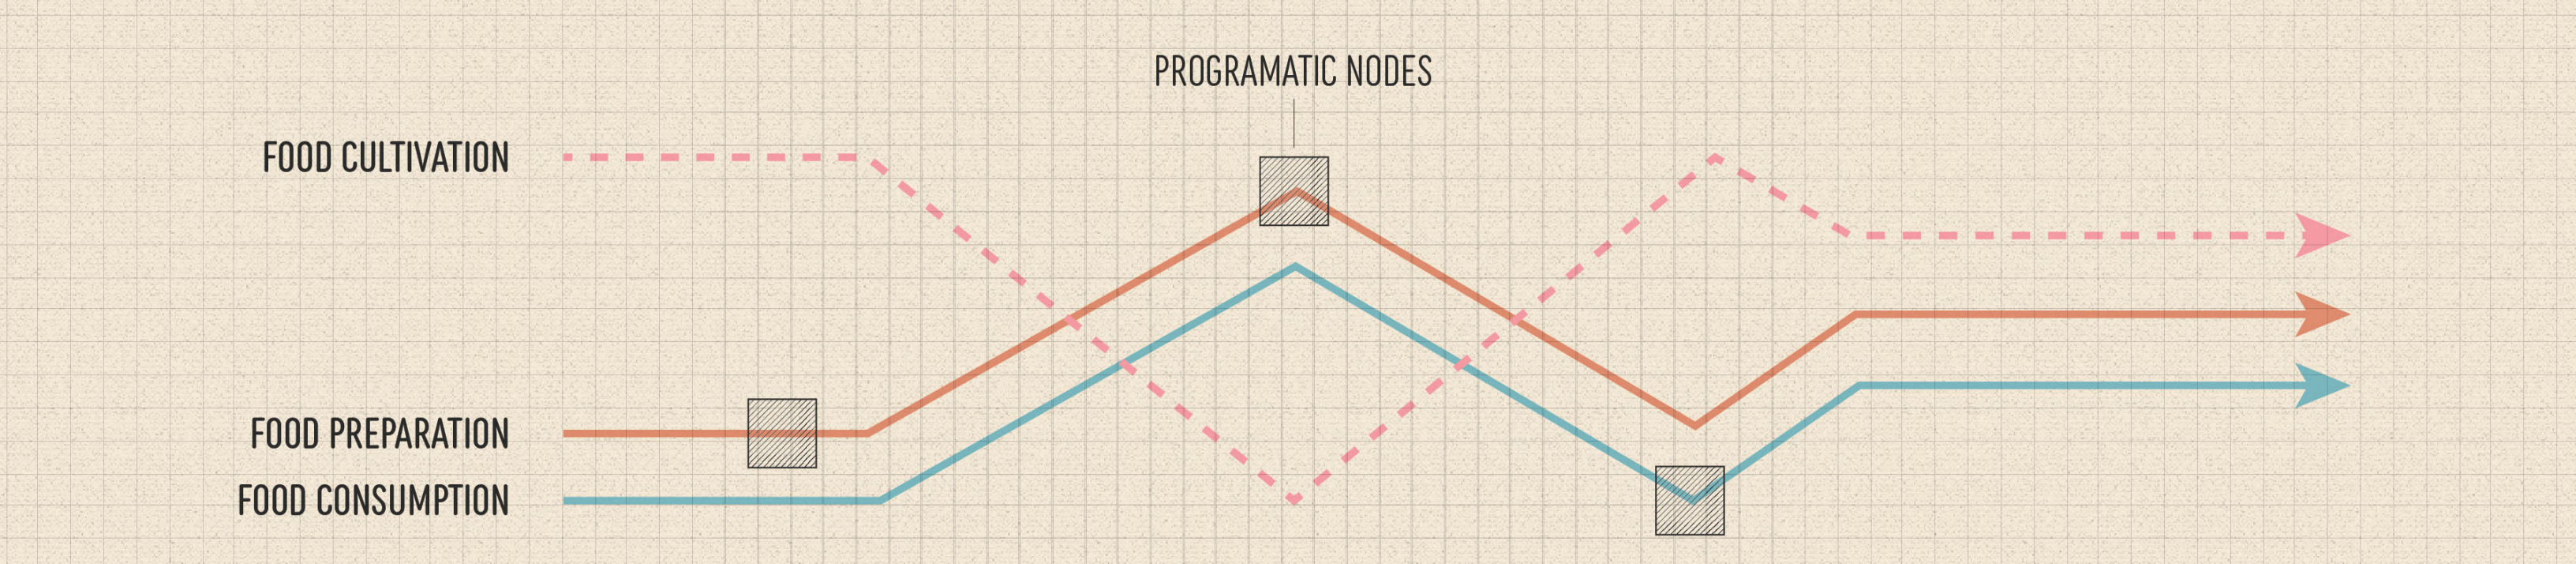 PROGRAMATIC NODES
FOOD CULTIVATION
FOOD PREPARATION
FOOD CONSUMPTION